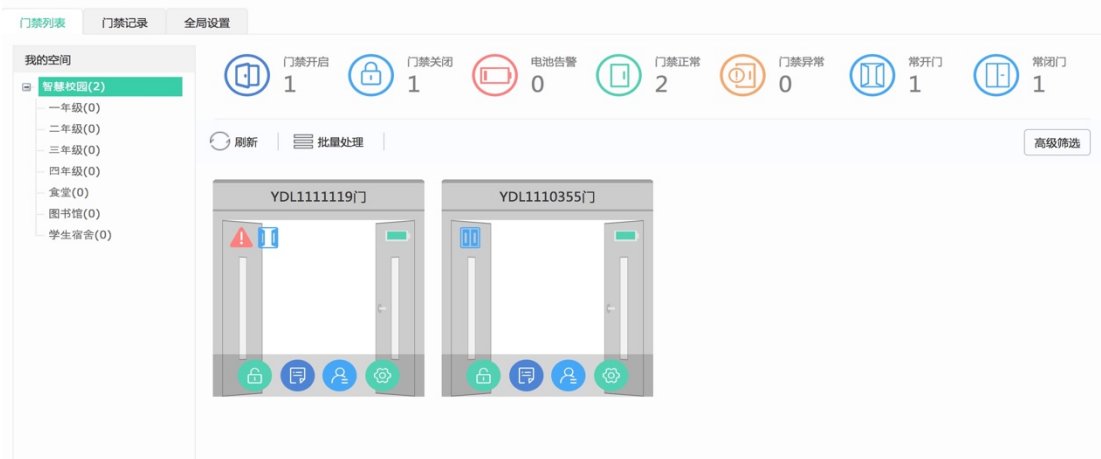 门禁列表 门禁记录 全局设置
我的空间
智慧校园(2)
一年级(0)
二年级(0)
三年级(0)
四年级(0)
食堂(0)
图书馆(0)
学生宿舍(0)
门禁开启 门禁关闭 电池告警 门禁正常 门禁异常 常开门 常闭门
1 1 0 2 0 1 1
刷新 批量处理 高级筛选
YDL1111119门 YDL1110355门